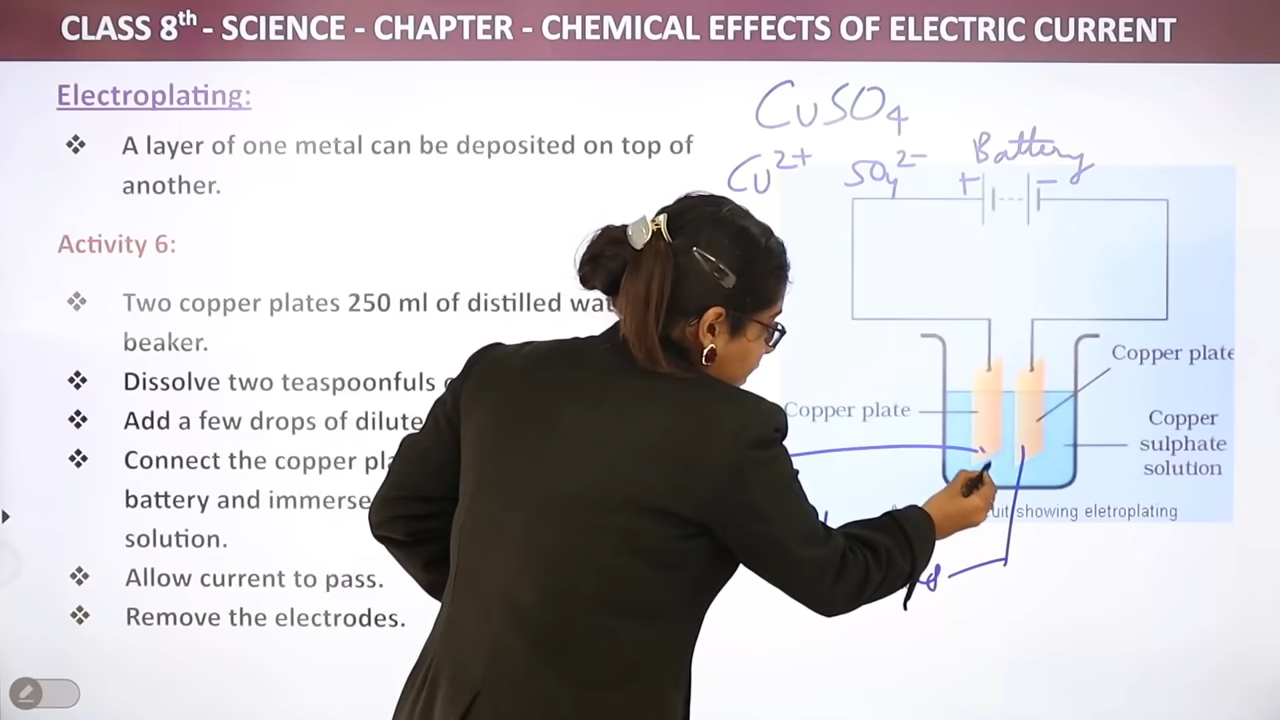 CLASS 8th - SCIENCE - CHAPTER - CHEMICAL EFFECTS OF ELECTRIC CURRENT
Electroplating:
❖ A layer of one metal can be deposited on top of
another.
Activity 6:
❖ Two copper plates 250 ml of distilled
beaker.
❖ Dissolve two teaspoonfuls
❖ Add a few drops of dilute
❖ Connect the copper
battery and immerse
solution.
❖ Allow current to pass.
❖ Remove the electrodes.
CuSO4
Cu2+ SO4 2-
Battery
+ -
Copper plate
Copper plate
Copper
sulphate
solution
showing eletroplating